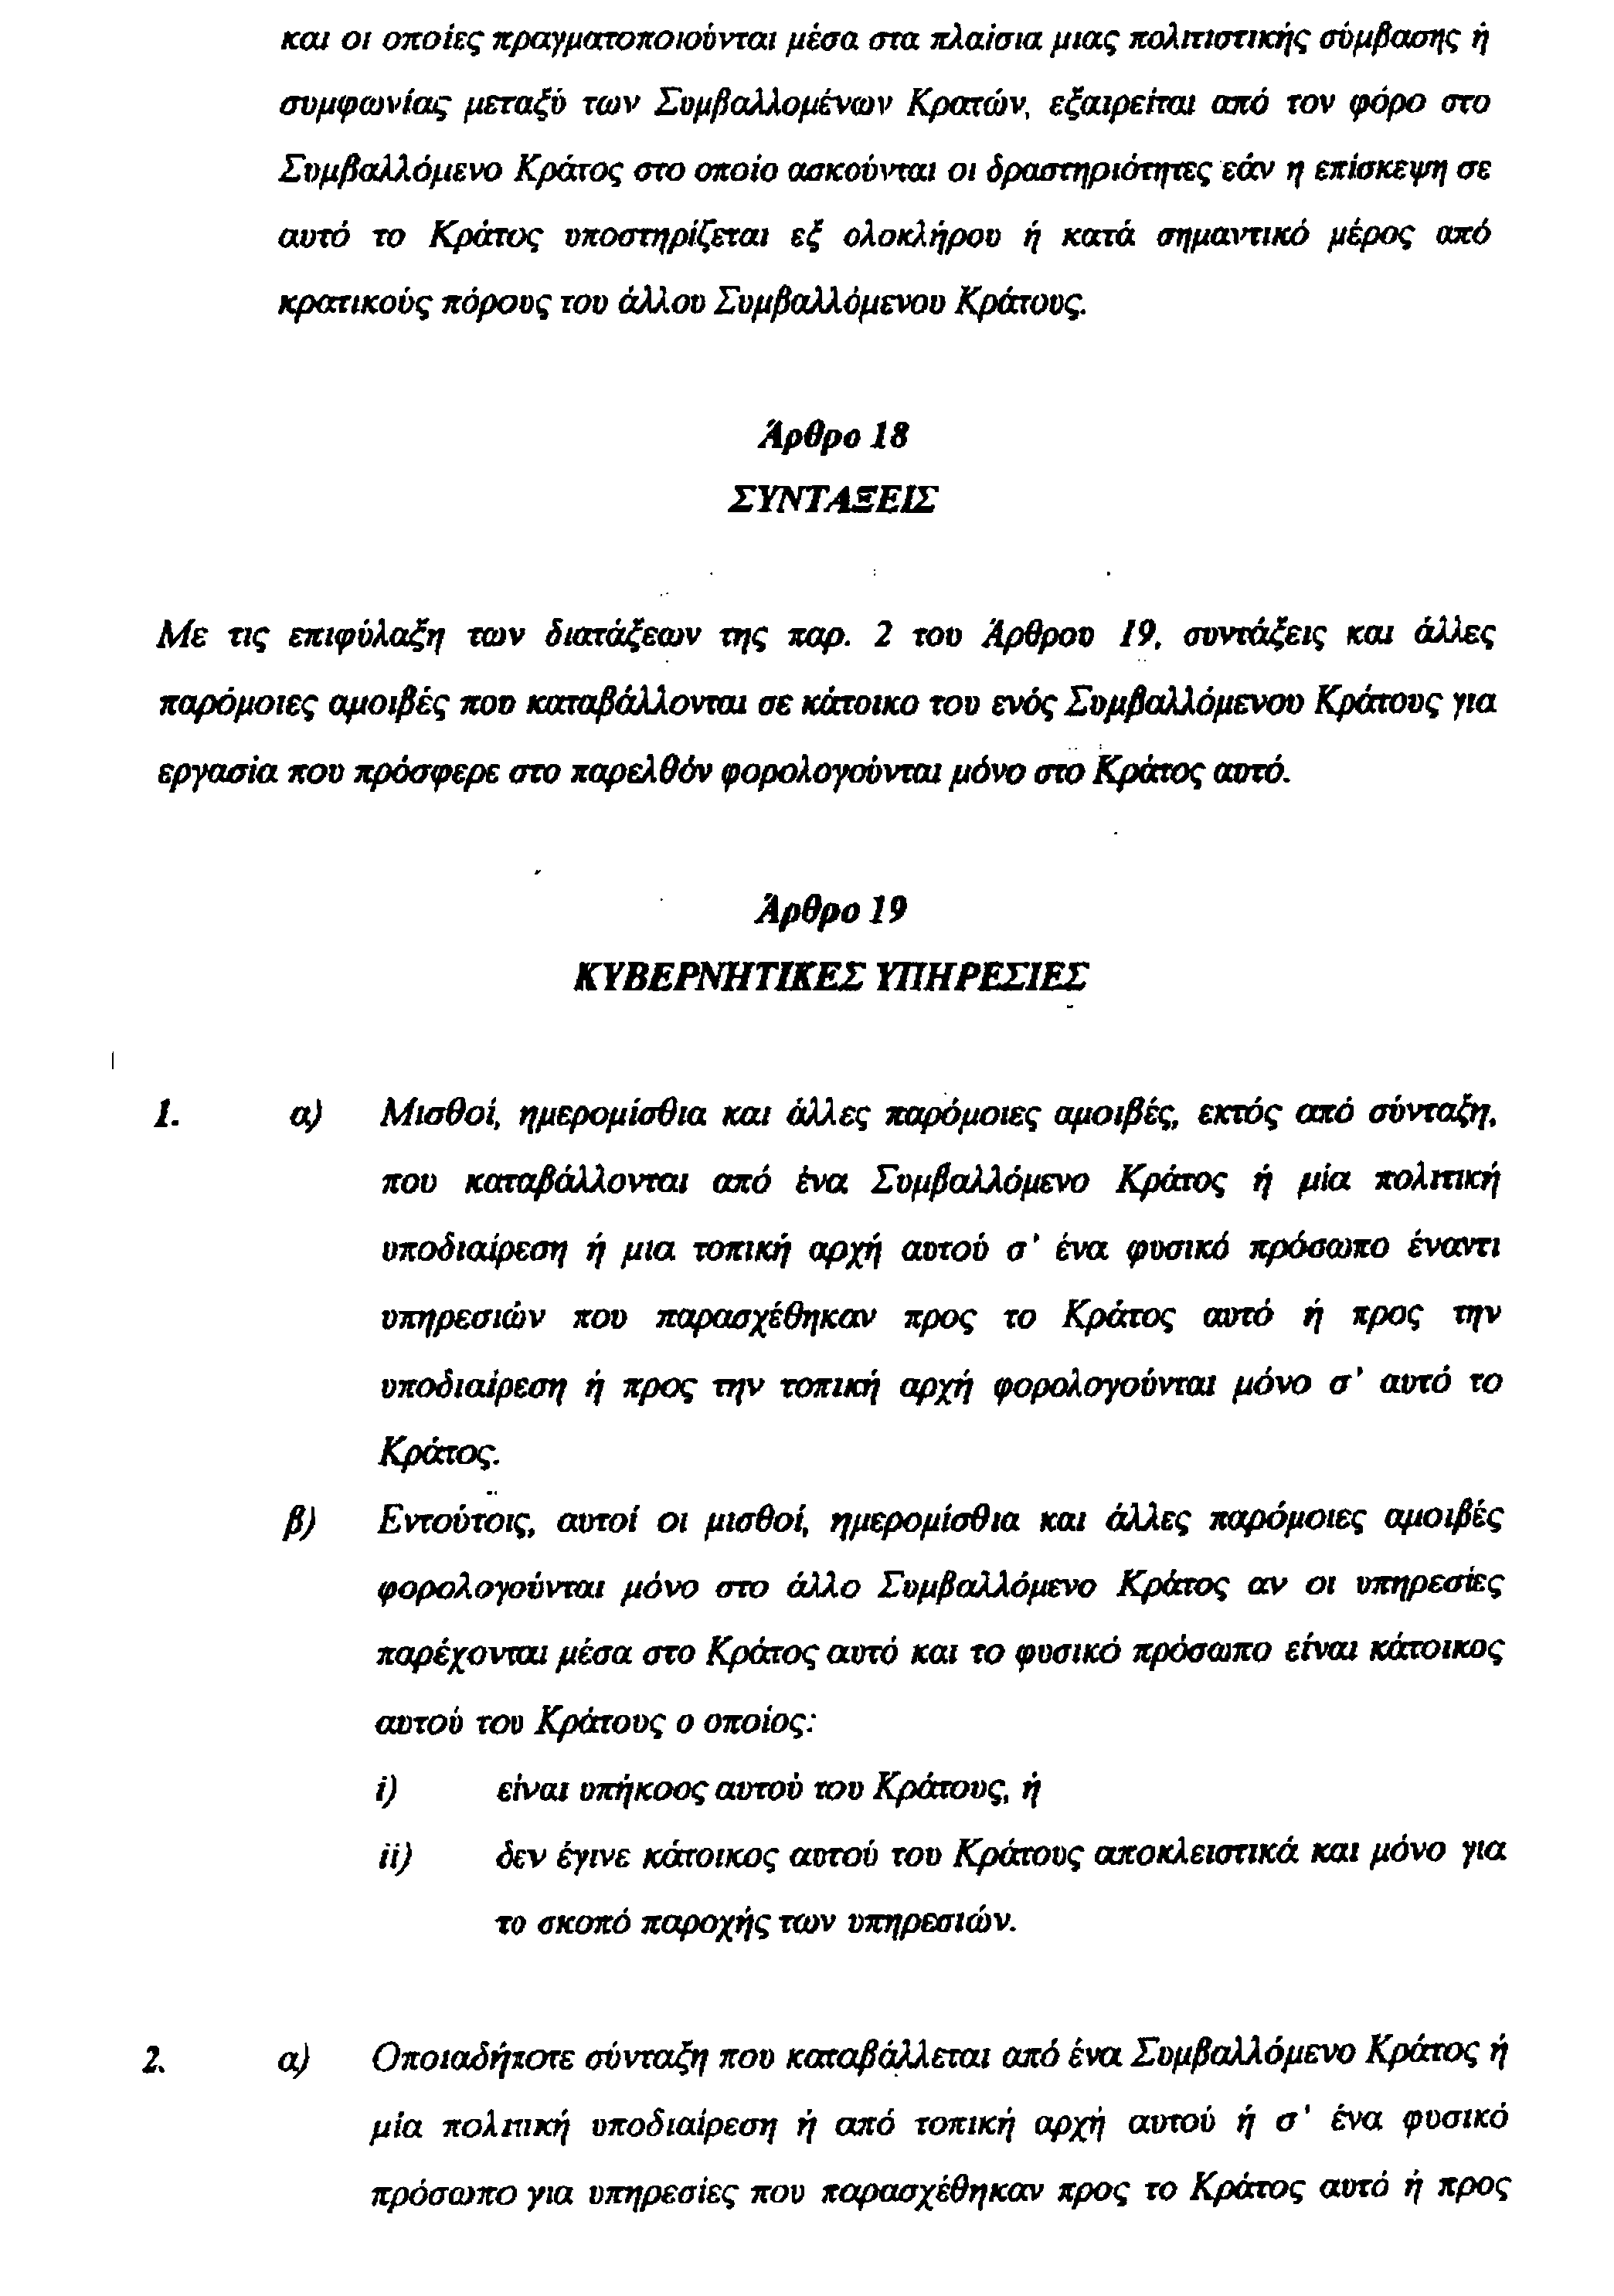 και οι οποίες πραγματοποιούνται μέσα στα πλαίσια μιας πολιτιστικής σύμβασης ή
συμφωνίας μεταξύ των Συμβαλλομένων Κρατών, εξαιρείται από τον φόρο στο
Συμβαλλόμενο Κράτος στο οποίο ασκούνται οι δραστηριότητες εάν η επίσκεψη σε
αυτό το Κράτος υποστηρίζεται εξ ολοκλήρου ή κατά σημαντικό μέρος από
κρατικούς πόρους του άλλου Συμβαλλόμενου Κράτους.
Άρθρο 18
ΣΥΝΤΑΞΕΙΣ
Με τις επιφύλαξη των διατάξεων της παρ. 2 του Άρθρου 19, συντάξεις και άλλες
παρόμοιες αμοιβές που καταβάλλονται σε κάτοικο του ενός Συμβαλλόμενου Κράτους για
εργασία που πρόσφερε στο παρελθόν φορολογούνται μόνο στο Κράτος αυτό.
Άρθρο 19
ΚΥΒΕΡΝΗΤΙΚΕΣ ΥΠΗΡΕΣΙΕΣ
1. α) Μισθοί, ημερομίσθια και άλλες παρόμοιες αμοιβές, εκτός από σύνταξη,
που καταβάλλονται από ένα Συμβαλλόμενο Κράτος ή μία πολιτική
υποδιαίρεση ή μια τοπική αρχή αυτού σ' ένα φυσικό πρόσωπο έναντι
υπηρεσιών που παρασχέθηκαν προς το Κράτος αυτό ή προς την
υποδιαίρεση ή προς την τοπική αρχή φορολογούνται μόνο σ' αυτό το
Κράτος.
β) Εντούτοις, αυτοί οι μισθοί, ημερομίσθια και άλλες παρόμοιες αμοιβές
φορολογούνται μόνο στο άλλο Συμβαλλόμενο Κράτος αν οι υπηρεσίες
παρέχονται μέσα στο Κράτος αυτό και το φυσικό πρόσωπο είναι κάτοικος
αυτού του Κράτους ο οποίος:
i) είναι υπήκοος αυτού του Κράτους, ή
ii) δεν έγινε κάτοικος αυτού του Κράτους αποκλειστικά και μόνο για
το σκοπό παροχής των υπηρεσιών.
2. α) Οποιαδήποτε σύνταξη που καταβάλλεται από ένα Συμβαλλόμενο Κράτος ή
μία πολιτική υποδιαίρεση ή από τοπική αρχή αυτού ή σ' ένα φυσικό
πρόσωπο για υπηρεσίες που παρασχέθηκαν προς το Κράτος αυτό ή προς